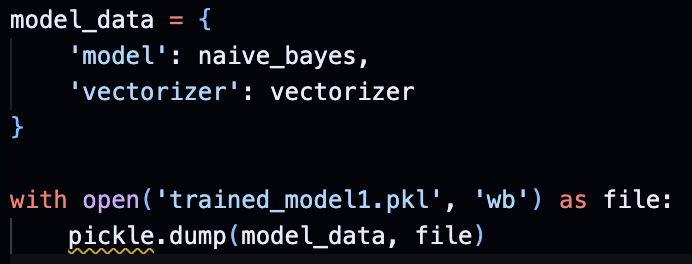 model_data = {
    'model': naive_bayes,
    'vectorizer': vectorizer
}
with open('trained_model1.pkl', 'wb') as file:
    pickle.dump(model_data, file)